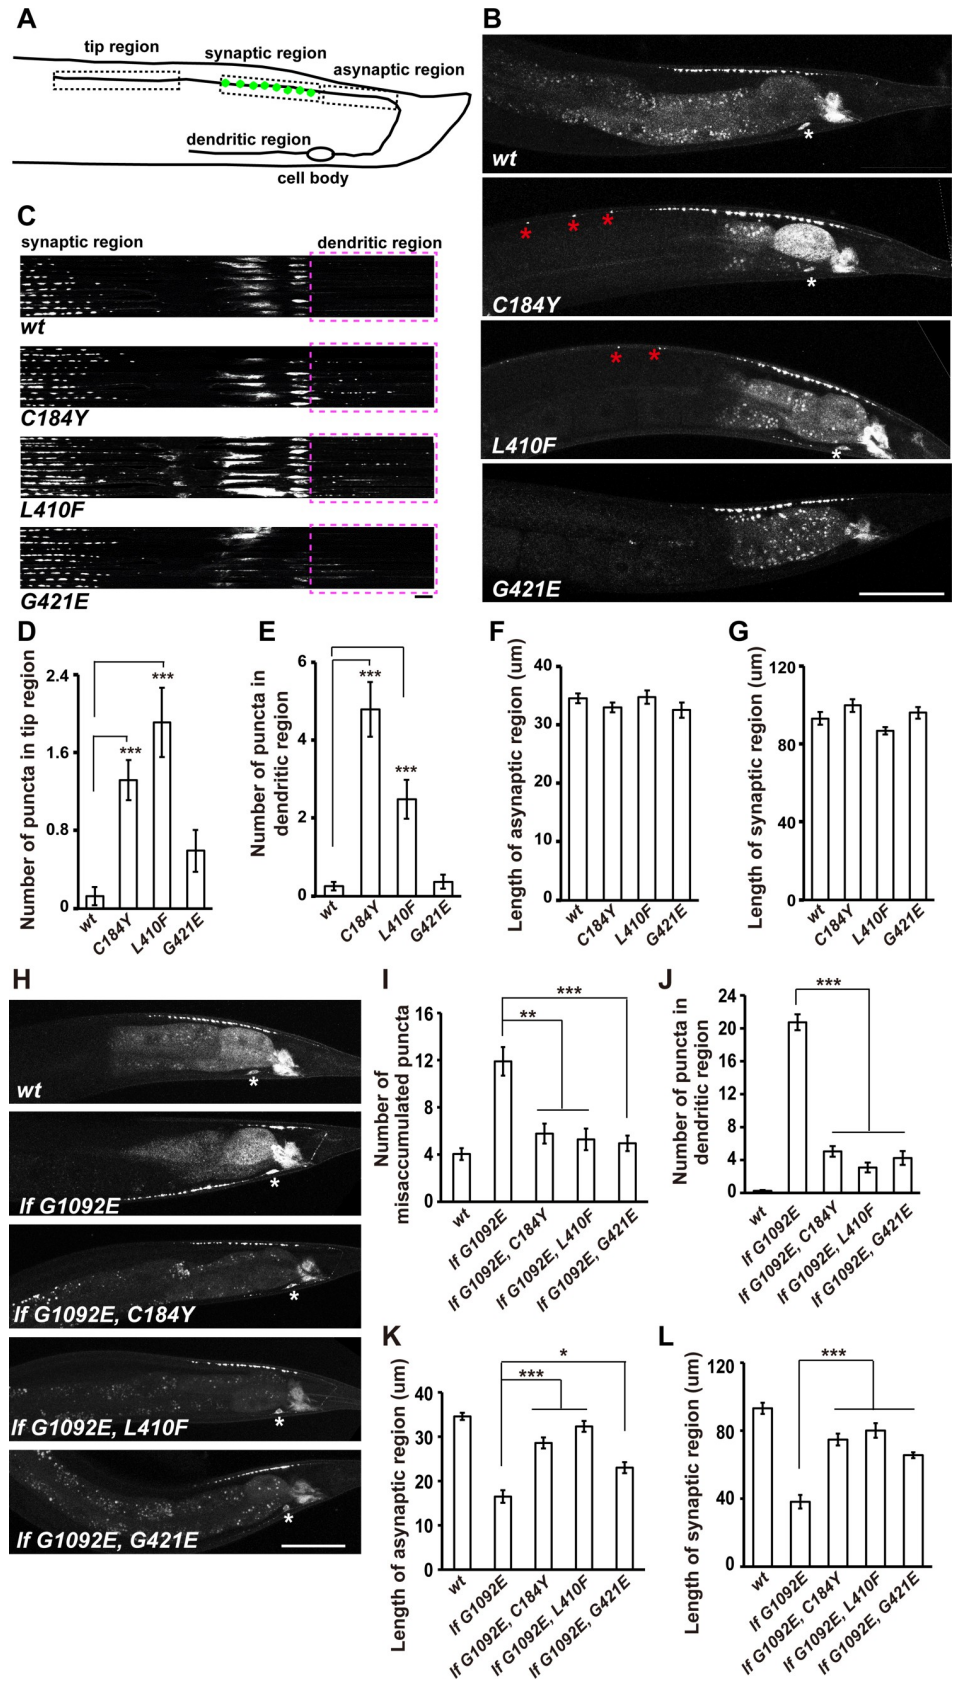 A
tip region
synaptic region
asynaptic region
dendritic region
cell body
B
wt
*
* * *
*
C184Y
* *
*
L410F
G421E
C
synaptic region
dendritic region
wt
C184Y
L410F
G421E
D
Number of puncta in tip region
2.4
1.6
0.8
0
***
***
wt
C184Y
L410F
G421E
E
Number of puncta in
dendritic region
6
4
2
0
***
***
wt
C184Y
L410F
G421E
F
Length of asynaptic region (um)
40
30
20
10
0
wt
C184Y
L410F
G421E
G
Length of synaptic region (um)
120
80
40
0
wt
C184Y
L410F
G421E
H
wt
*
lf G1092E
*
lf G1092E, C184Y
*
lf G1092E, L410F
*
lf G1092E, G421E
*
I
Number of
misaccumulated puncta
16
12
8
4
0
***
**
wt
lf G1092E
lf G1092E, C184Y
lf G1092E, L410F
lf G1092E, G421E
J
Number of puncta in
dendritic region
24
20
16
12
8
4
0
***
wt
lf G1092E
lf G1092E, C184Y
lf G1092E, L410F
lf G1092E, G421E
K
Length of asynaptic region (um)
40
30
20
10
0
*
***
wt
lf G1092E
lf G1092E, C184Y
lf G1092E, L410F
lf G1092E, G421E
L
Length of synaptic region (um)
120
80
40
0
***
wt
lf G1092E
lf G1092E, C184Y
lf G1092E, L410F
lf G1092E, G421E